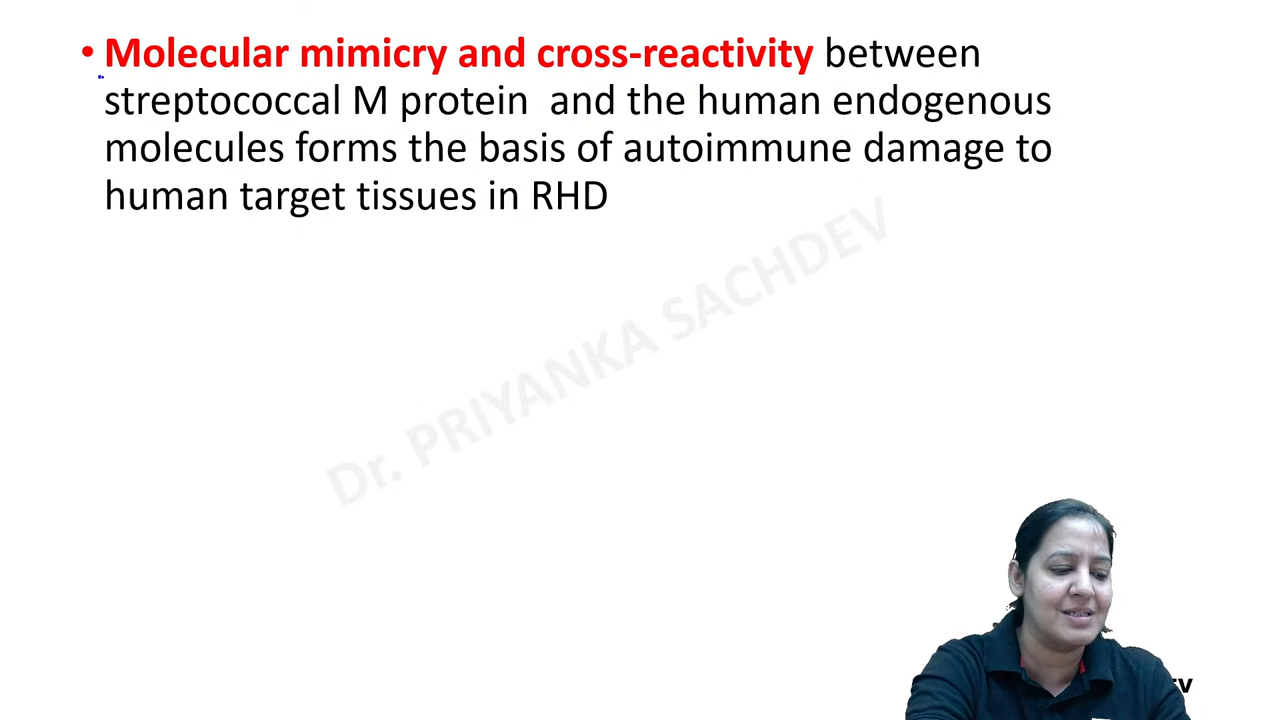 • Molecular mimicry and cross-reactivity between
streptococcal M protein and the human endogenous
molecules forms the basis of autoimmune damage to
human target tissues in RHD
Dr. PRIYANKA SACHDEV